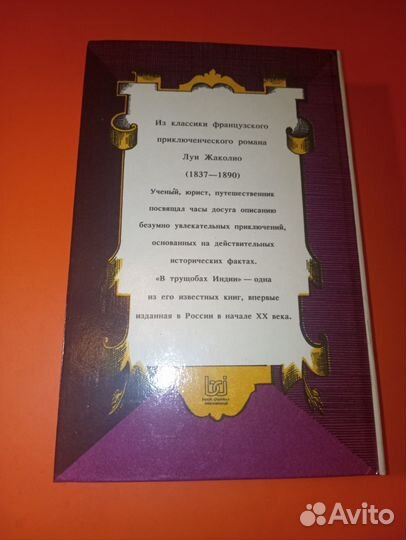 Из классики французского
приключенческого романа
Луи Жаколио
(1837—1890)
Ученый, юрист, путешественник
посвящал часы досуга описанию
безумно увлекательных приключений,
основанных на действительных
исторических фактах.
«В трущобах Индии» — одна
из его известных книг, впервые
изданная в России в начале XX века.
Avito